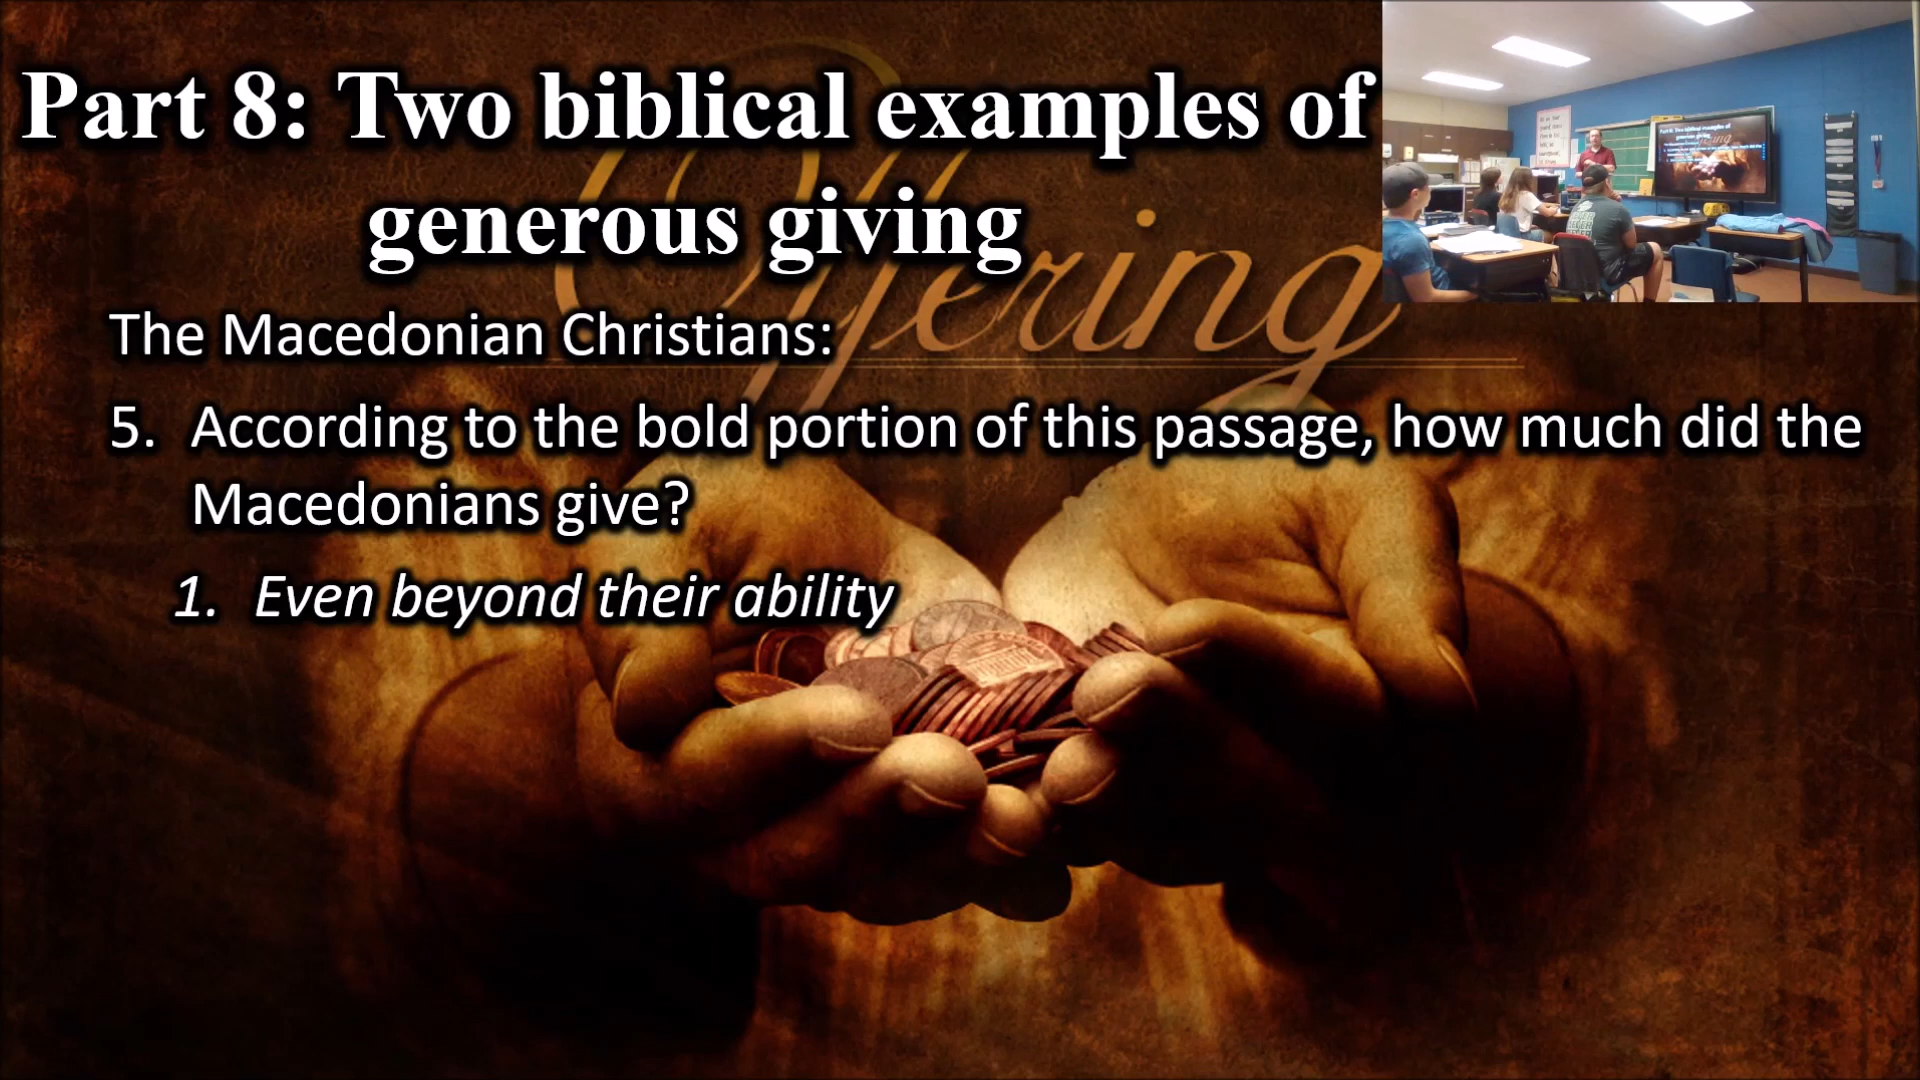 Part 8: Two biblical examples of
generous giving
Offering
The Macedonian Christians:
5. According to the bold portion of this passage, how much did the
Macedonians give?
1. Even beyond their ability